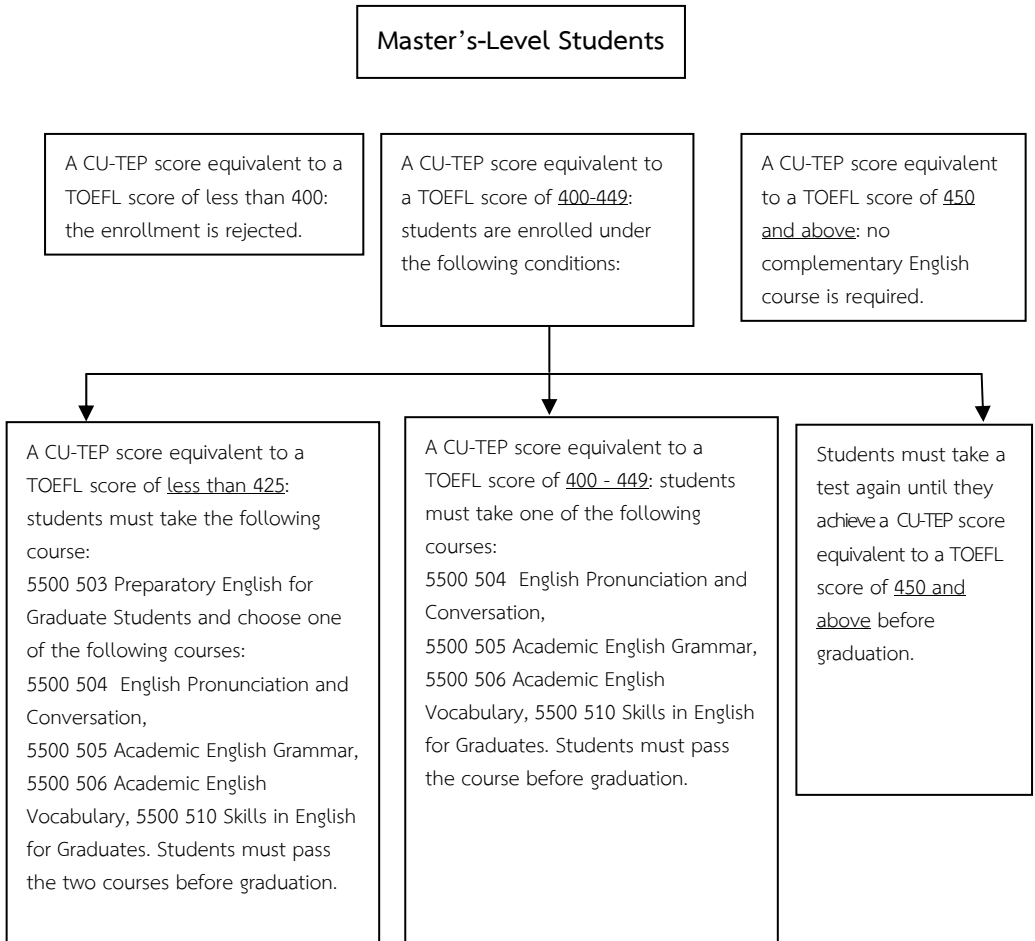 Master's-Level Students
A CU-TEP score equivalent to a
TOEFL score of less than 400:
the enrollment is rejected.
A CU-TEP score equivalent to
a TOEFL score of 400-449:
students are enrolled under
the following conditions:
A CU-TEP score equivalent
to a TOEFL score of 450
and above: no
complementary English
course is required.
A CU-TEP score equivalent to a
TOEFL score of less than 425:
students must take the following
course:
5500 503 Preparatory English for
Graduate Students and choose one
of the following courses:
5500 504 English Pronunciation and
Conversation,
5500 505 Academic English Grammar,
5500 506 Academic English
Vocabulary, 5500 510 Skills in English
for Graduates. Students must pass
the two courses before graduation.
A CU-TEP score equivalent to a
TOEFL score of 400 - 449: students
must take one of the following
courses:
5500 504 English Pronunciation and
Conversation,
5500 505 Academic English Grammar,
5500 506 Academic English
Vocabulary, 5500 510 Skills in English
for Graduates. Students must pass
the course before graduation.
Students must take a
test again until they
achieve a CU-TEP score
equivalent to a TOEFL
score of 450 and
above before
graduation.